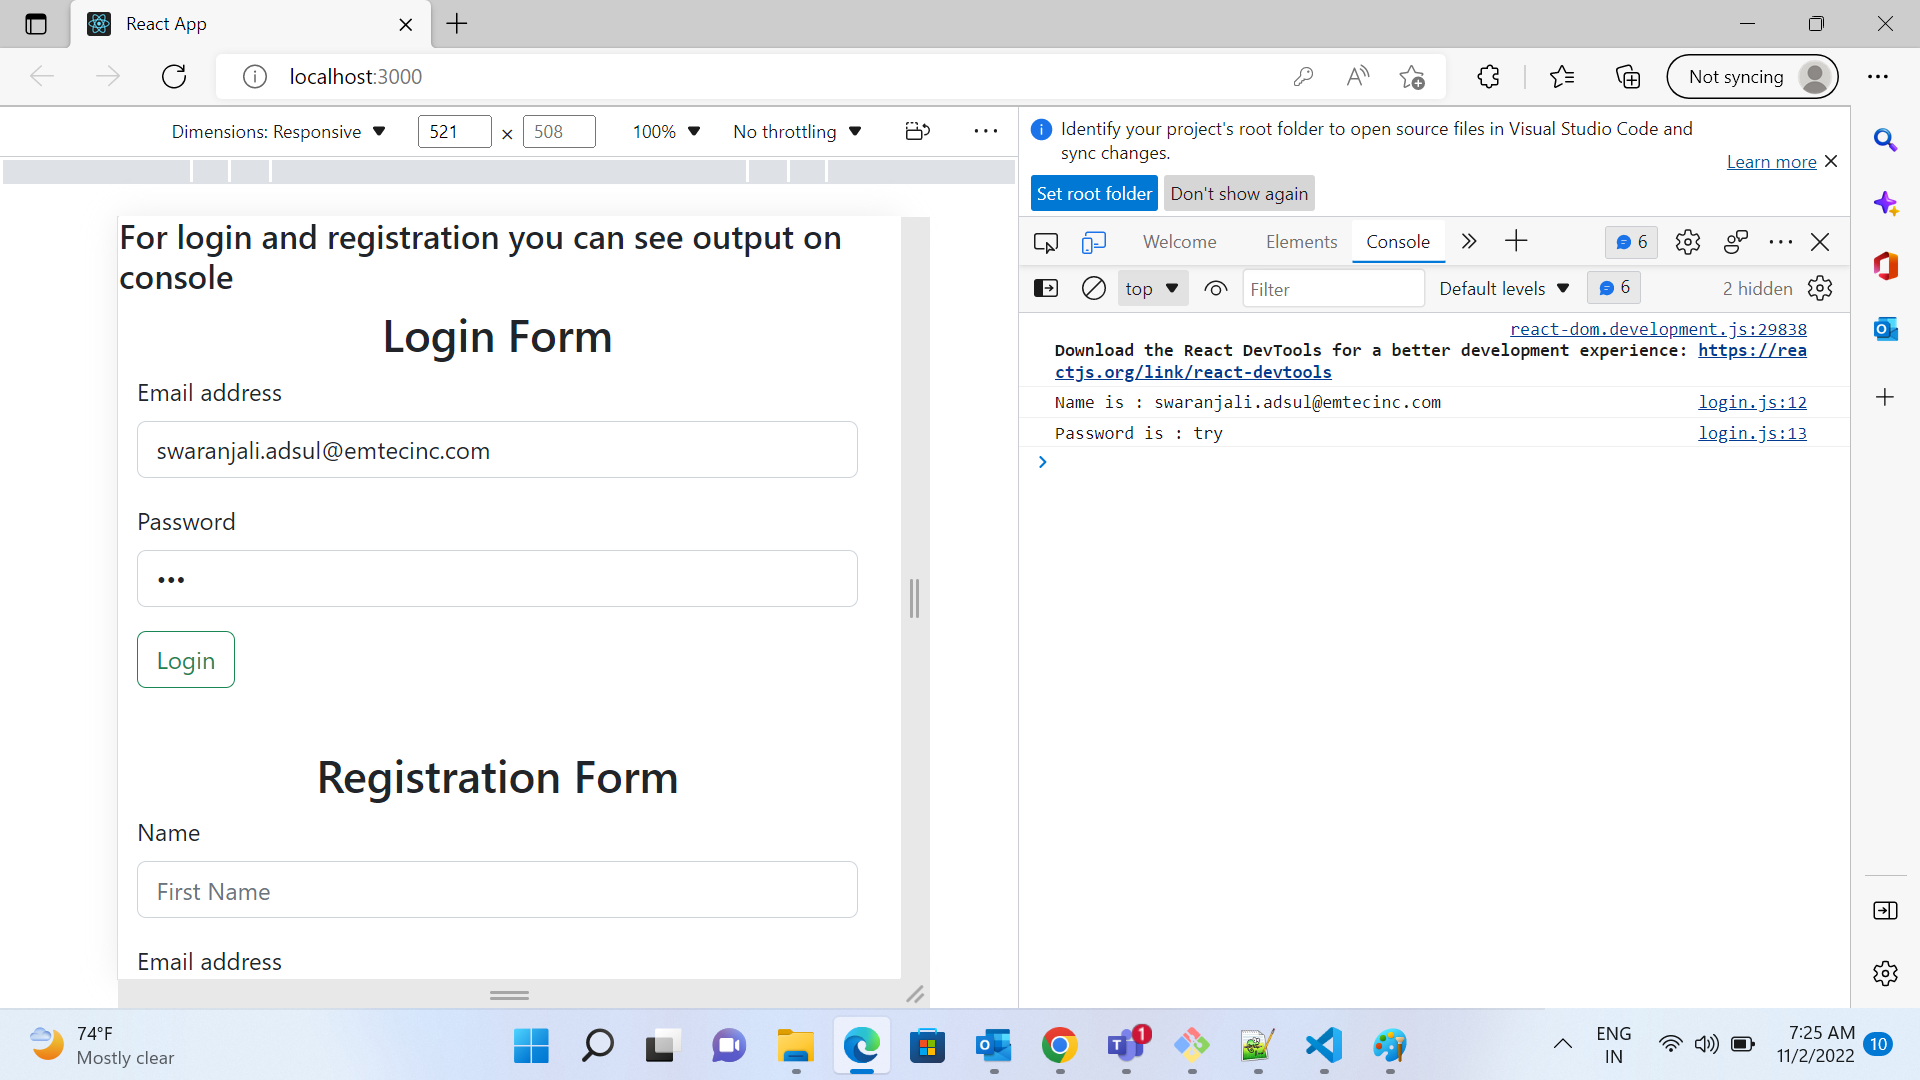 React App
localhost:3000
Not syncing
Dimensions: Responsive
521 × 508
100%
No throttling
Identify your project's root folder to open source files in Visual Studio Code and
sync changes.
Learn more
Set root folder
Don't show again
Welcome
Elements
Console
6
top
Filter
Default levels
6
2 hidden
react-dom.development.js:29838
Download the React DevTools for a better development experience: https://rea
ctjs.org/link/react-devtools
Name is : swaranjali.adsul@emtecinc.com
login.js:12
Password is : try
login.js:13
For login and registration you can see output on
console
Login Form
Email address
swaranjali.adsul@emtecinc.com
Password
•••
Login
Registration Form
Name
First Name
Email address
74°F
Mostly clear
1
ENG
IN
7:25 AM
11/2/2022
10